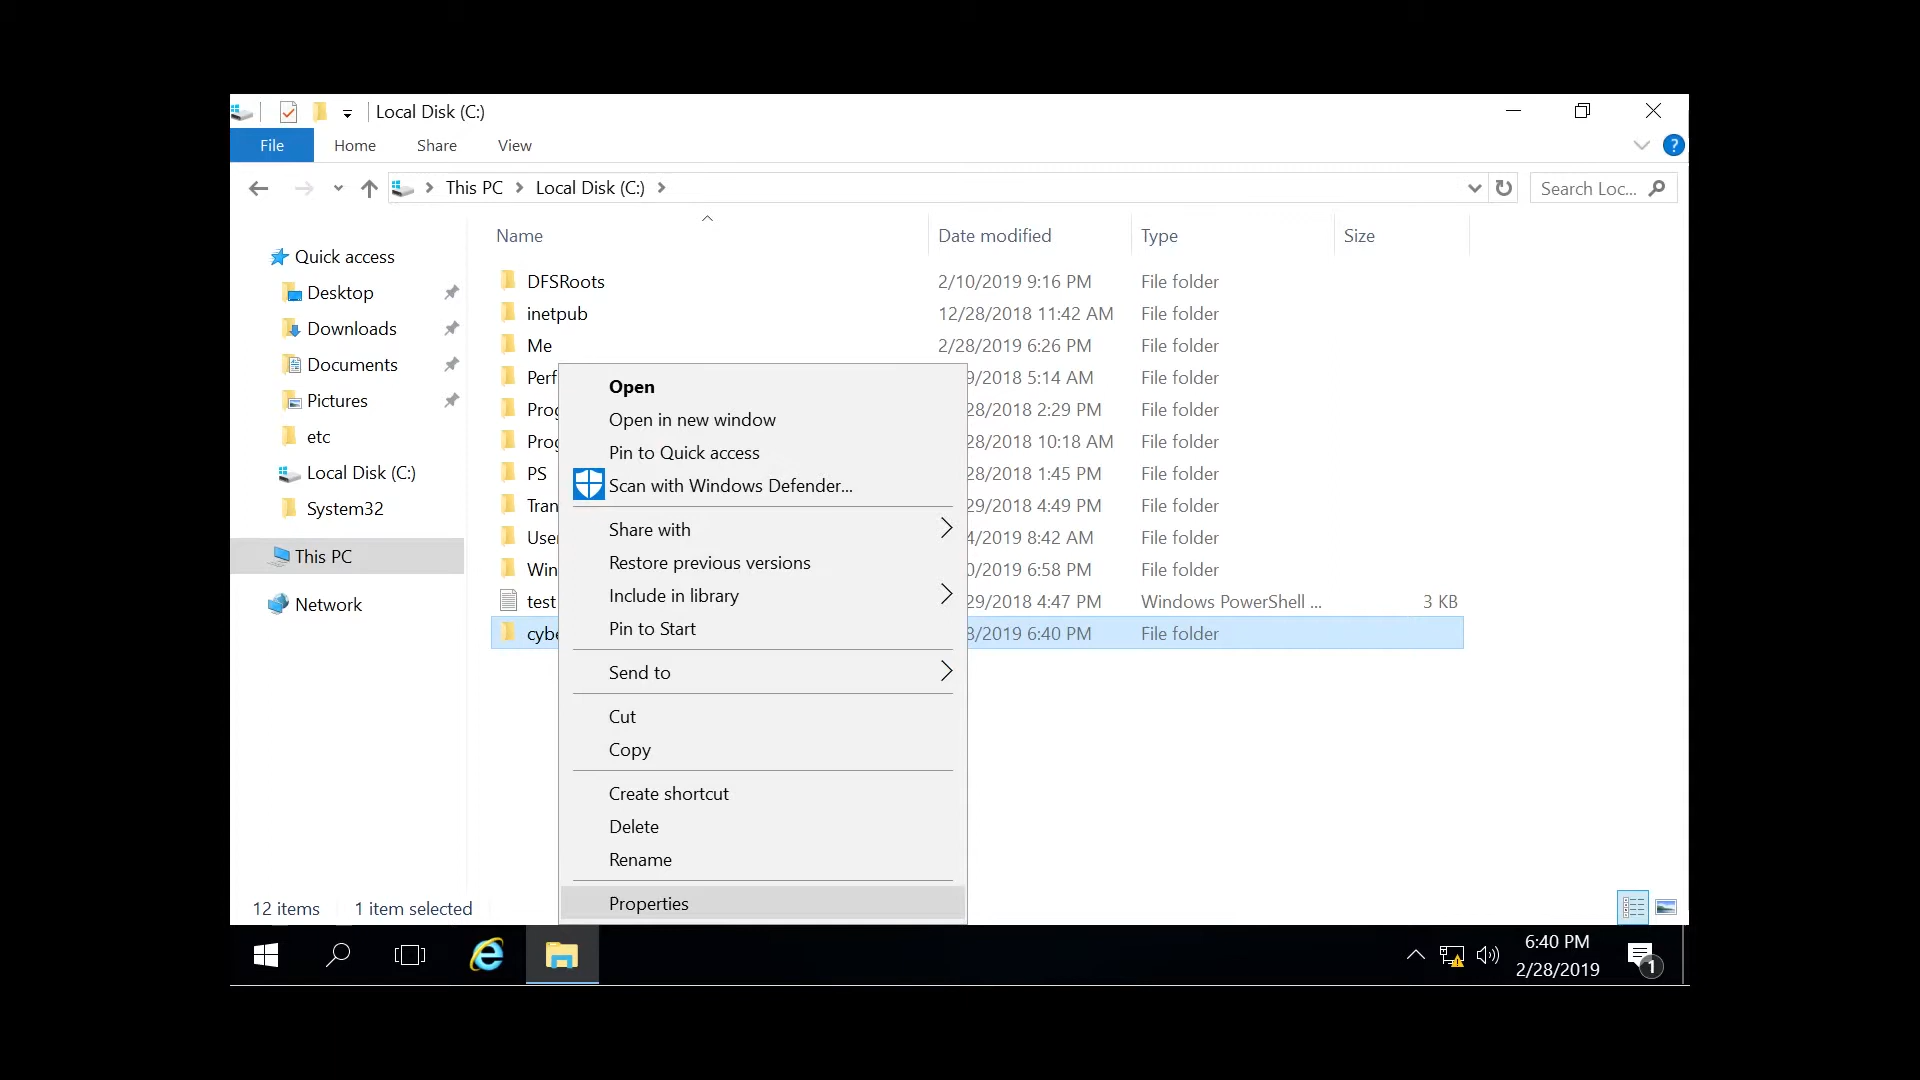 Local Disk (C:)
File Home Share View
?
This PC Local Disk (C:)
Search Loc...
Name Date modified Type Size
Quick access
Desktop
Downloads
Documents
Pictures
etc
Local Disk (C:)
System32
This PC
Network
DFSRoots 2/10/2019 9:16 PM File folder
inetpub 12/28/2018 11:42 AM File folder
Me 2/28/2019 6:26 PM File folder
Perf 9/2018 5:14 AM File folder
Prog 28/2018 2:29 PM File folder
Prog 28/2018 10:18 AM File folder
PS 28/2018 1:45 PM File folder
Tran 29/2018 4:49 PM File folder
User 4/2019 8:42 AM File folder
Win 0/2019 6:58 PM File folder
test 29/2018 4:47 PM Windows PowerShell ... 3 KB
cybe 8/2019 6:40 PM File folder
Open
Open in new window
Pin to Quick access
Scan with Windows Defender...
Share with
Restore previous versions
Include in library
Pin to Start
Send to
Cut
Copy
Create shortcut
Delete
Rename
Properties
12 items 1 item selected
6:40 PM
2/28/2019
1